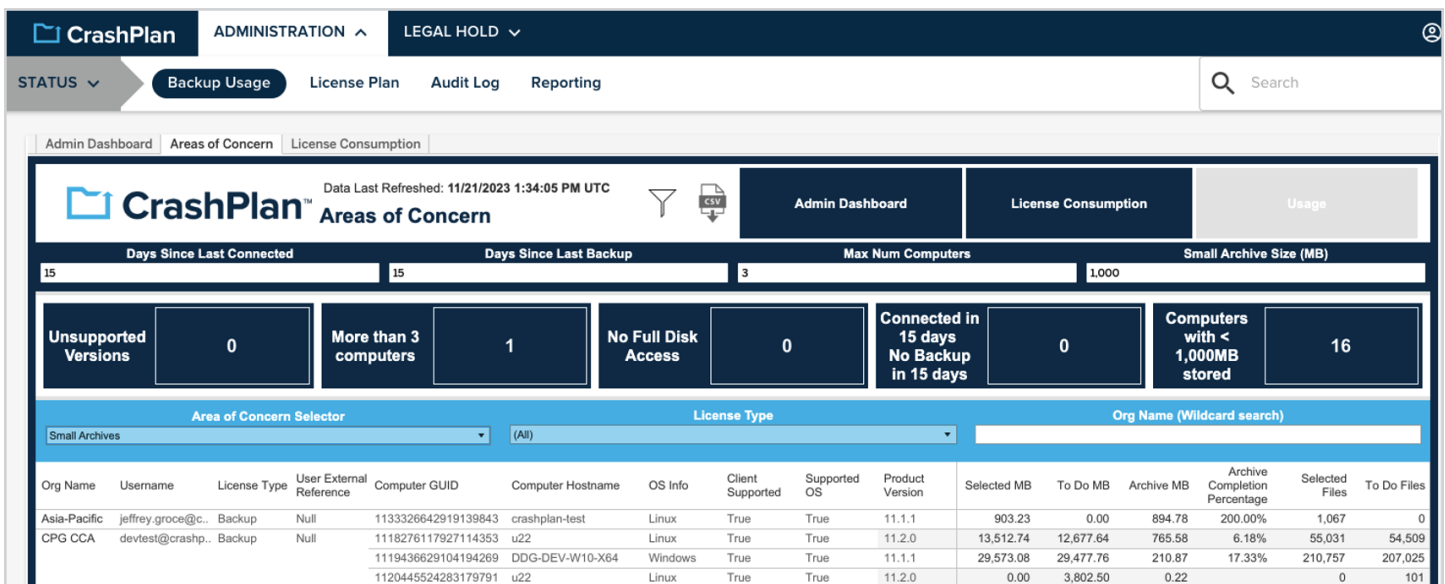 CrashPlan ADMINISTRATION LEGAL HOLD
STATUS Backup Usage License Plan Audit Log Reporting Search
Admin Dashboard Areas of Concern License Consumption
CrashPlan™ Data Last Refreshed: 11/21/2023 1:34:05 PM UTC
Areas of Concern
CSV
Admin Dashboard License Consumption Usage
Days Since Last Connected Days Since Last Backup Max Num Computers Small Archive Size (MB)
15 15 3 1,000
Unsupported
Versions
0
More than 3
computers
1
No Full Disk
Access
0
Connected in
15 days
No Backup
in 15 days
0
Computers
with <
1,000MB
stored
16
Area of Concern Selector License Type Org Name (Wildcard search)
Small Archives (All)
Org Name Username License Type User External Reference Computer GUID Computer Hostname OS Info Client Supported Supported OS Product Version Selected MB To Do MB Archive MB Archive Completion Percentage Selected Files To Do Files
Asia-Pacific jeffrey.groce@c.. Backup Null 1133326642919139843 crashplan-test Linux True True 11.1.1 903.23 0.00 894.78 200.00% 1,067 0
CPG CCA devtest@crashp.. Backup Null 1118276117927114353 u22 Linux True True 11.2.0 13,512.74 12,677.64 765.58 6.18% 55,031 54,509
1119436629104194269 DDG-DEV-W10-X64 Windows True True 11.1.1 29,573.08 29,477.76 210.87 17.33% 210,757 207,025
1120445524283179791 u22 Linux True True 11.2.0 0.00 3,802.50 0.22 0 101